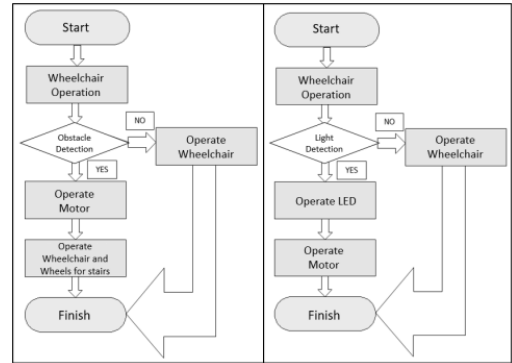 Start
Wheelchair
Operation
NO
Obstacle
Detection
Operate
Wheelchair
YES
Operate
Motor
Operate
Wheelchair and
Wheels for stairs
Finish
Start
Wheelchair
Operation
NO
Light
Detection
Operate
Wheelchair
YES
Operate LED
Operate
Motor
Finish